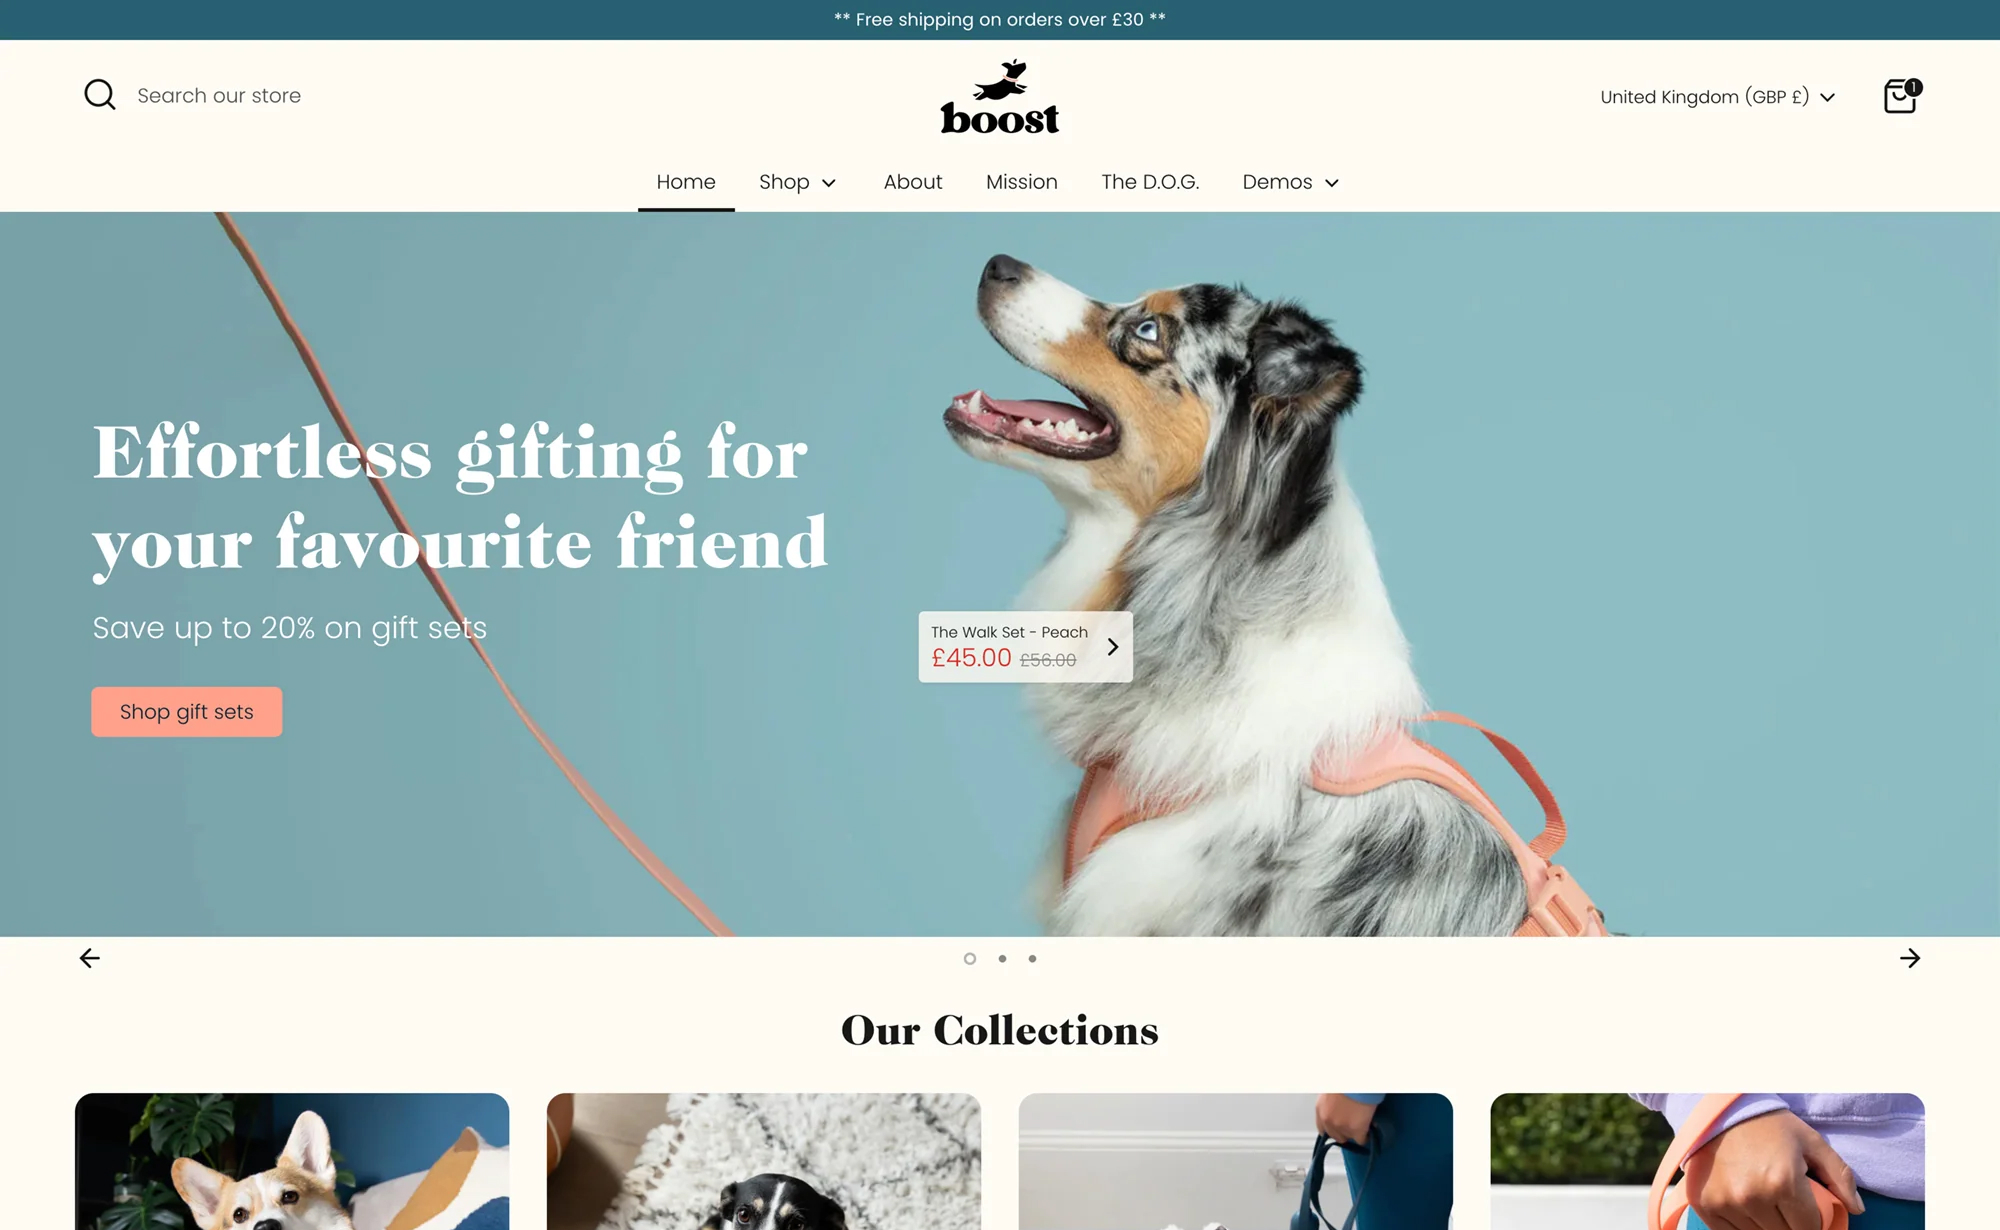 ** Free shipping on orders over £30 **
Search our store
boost
United Kingdom (GBP £)
1
Home
Shop
About
Mission
The D.O.G.
Demos
Effortless gifting for
your favourite friend
Save up to 20% on gift sets
Shop gift sets
The Walk Set - Peach
£45.00 £56.00
Our Collections